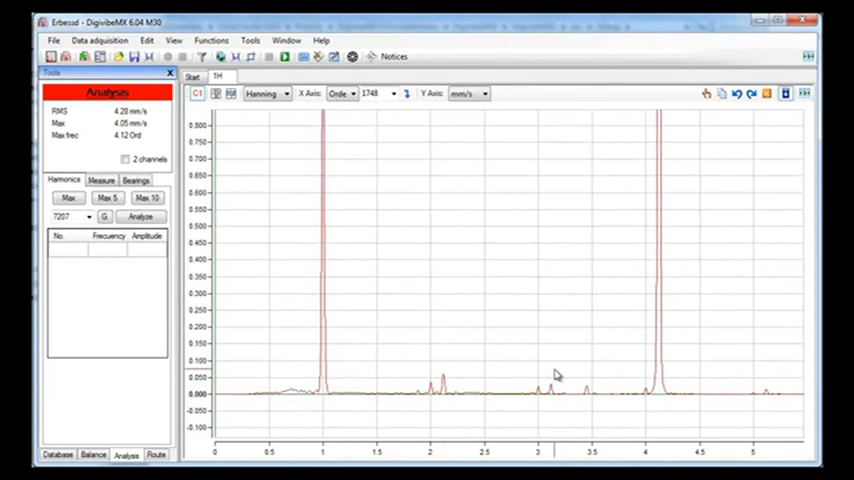 Erbessd - DigivibeMX 6.04 M30
File Data adquisition Edit View Functions Tools Window Help
Notices
Tools X
Start 1H
Analysis
C1 Hanning X Axis: Orde 1748 Y Axis: mm/s
RMS 4.28 mm/s
Max 4.05 mm/s
Max frec 4.12 Ord
2 channels
Harmonics Measure Bearings
Max Max 5 Max 10
7207 G Analyze
No. Frecuency Amplitude
0.800
0.750
0.700
0.650
0.600
0.550
0.500
0.450
0.400
0.350
0.300
0.250
0.200
0.150
0.100
0.050
0.000
-0.050
-0.100
0 0.5 1 1.5 2 2.5 3 3.5 4 4.5 5
Database Balance Analysis Route